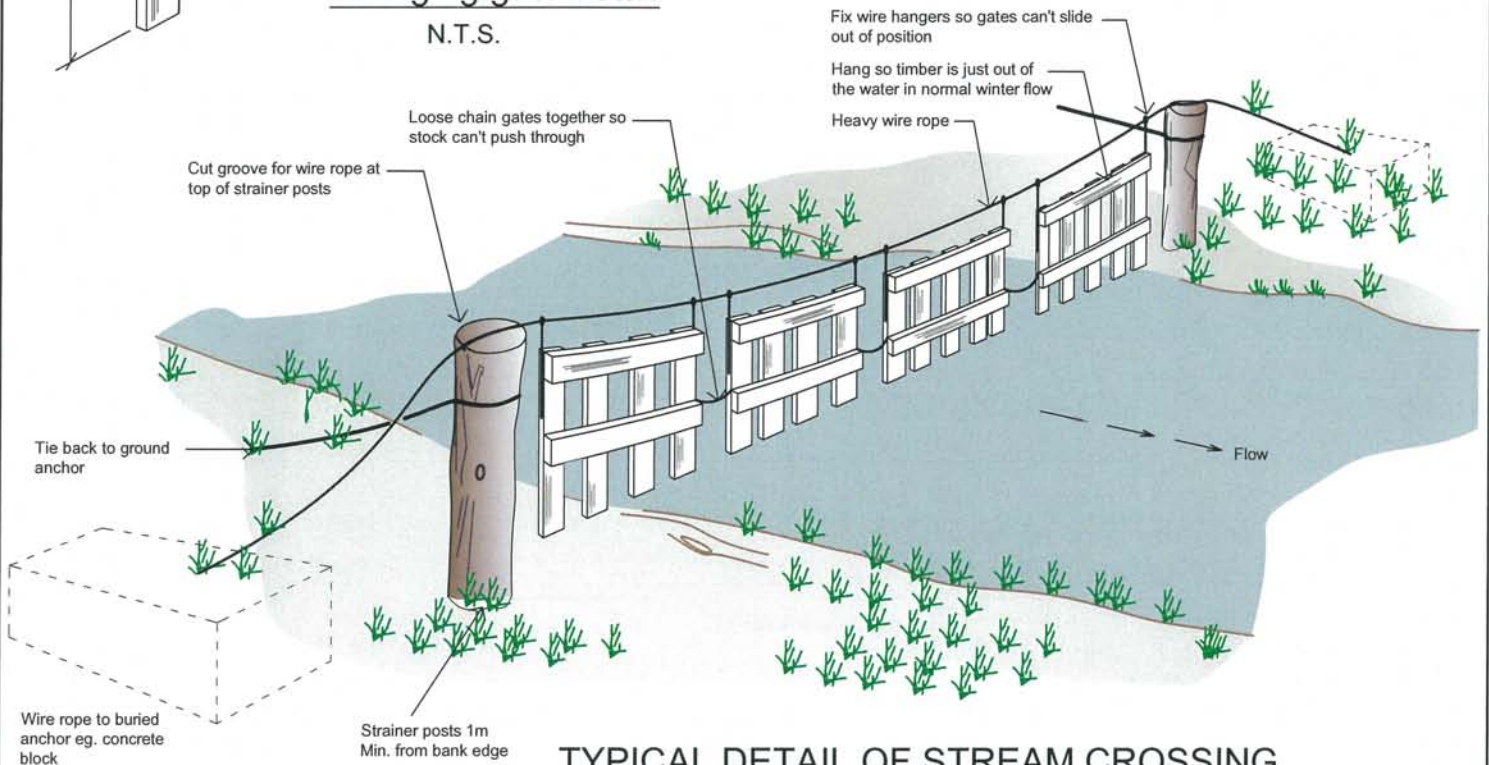 N.T.S.
Fix wire hangers so gates can't slide
out of position
Hang so timber is just out of
the water in normal winter flow
Heavy wire rope
Loose chain gates together so
stock can't push through
Cut groove for wire rope at
top of strainer posts
Tie back to ground
anchor
Flow
Wire rope to buried
anchor eg. concrete
block
Strainer posts 1m
Min. from bank edge
TYPICAL DETAIL OF STREAM CROSSING